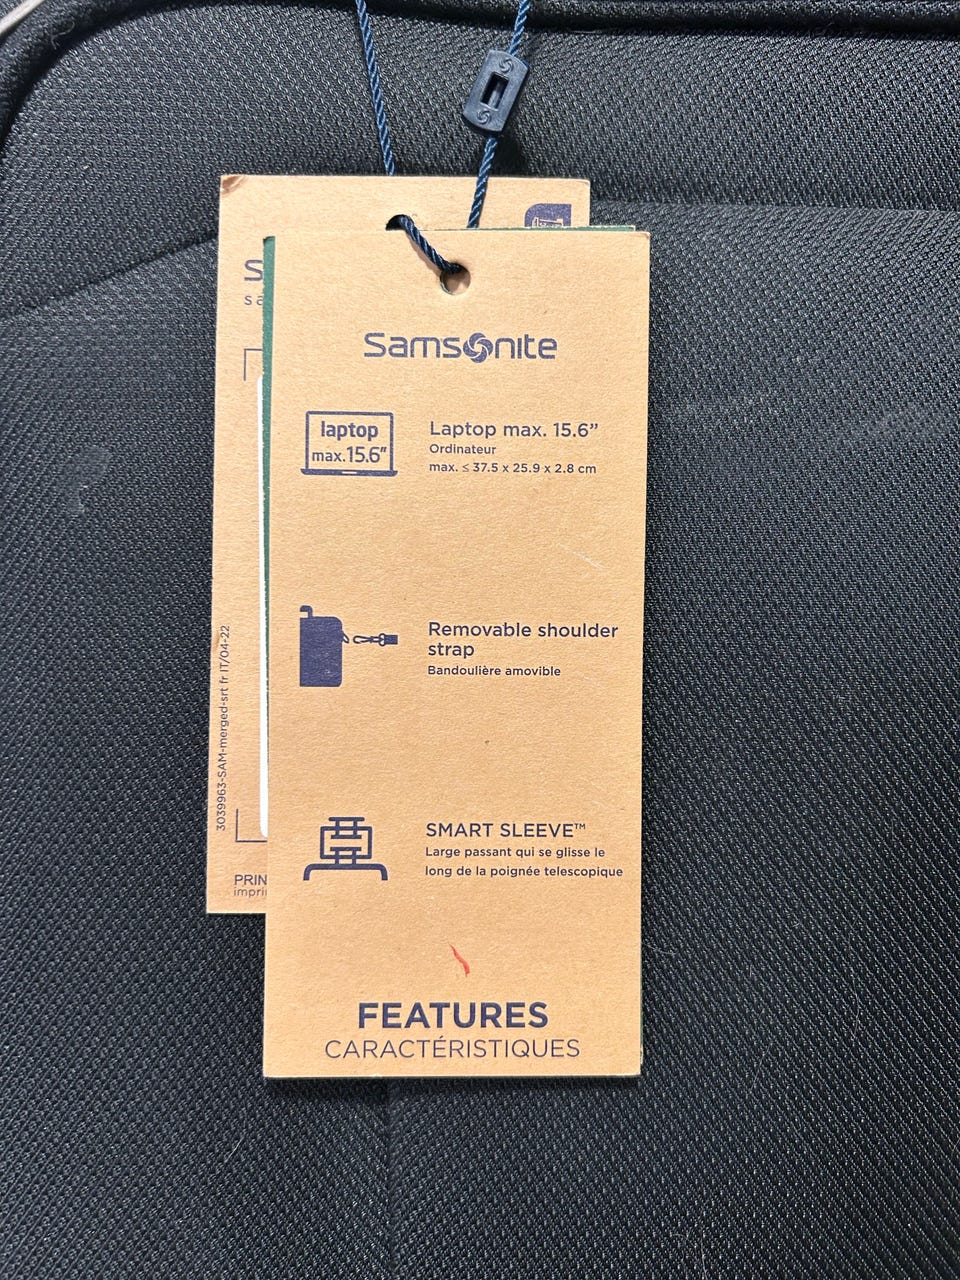 Samsonite
laptop
max.15.6"
Laptop max. 15.6”
Ordinateur
max. ≤ 37.5 x 25.9 x 2.8 cm
Removable shoulder
strap
Bandoulière amovible
SMART SLEEVE™
Large passant qui se glisse le
long de la poignée telescopique
FEATURES
CARACTÉRISTIQUES
3039963-SAM-merged-srt fr IT/04-22